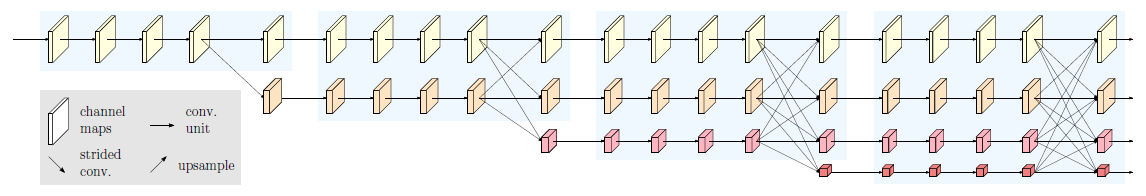 channel
maps
conv.
unit
strided
conv.
upsample